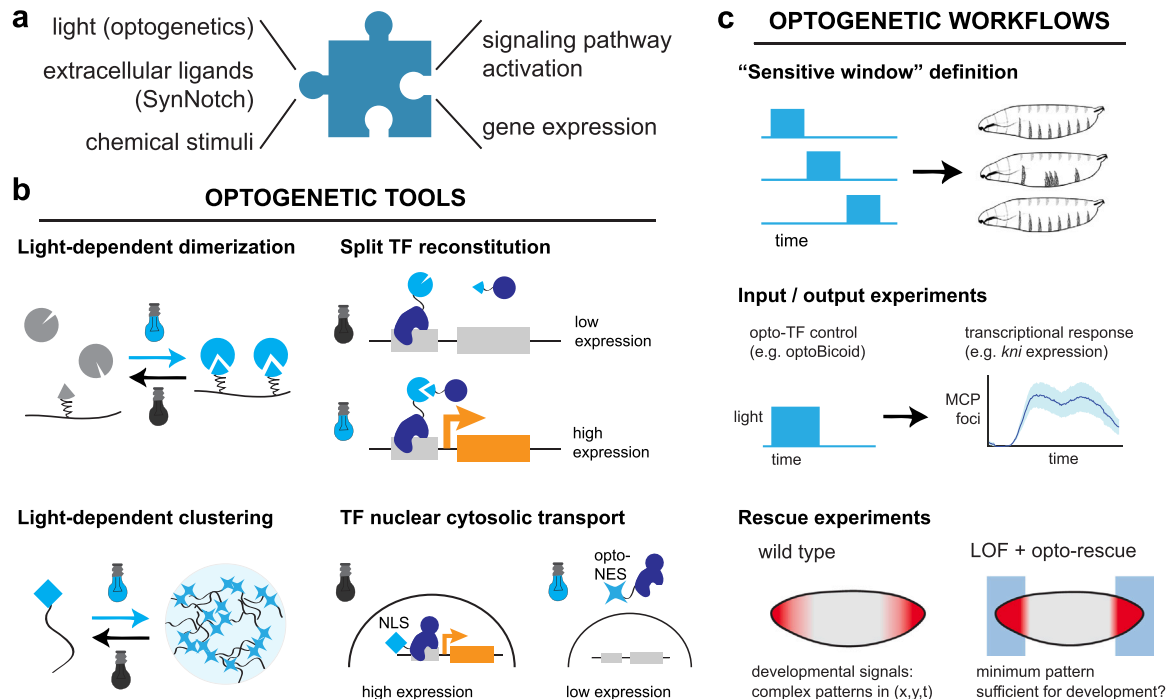 a
light (optogenetics)
extracellular ligands
(SynNotch)
chemical stimuli
signaling pathway
activation
gene expression
b
OPTOGENETIC TOOLS
Light-dependent dimerization
Split TF reconstitution
low
expression
high
expression
Light-dependent clustering
TF nuclear cytosolic transport
NLS
high expression
opto-
NES
low expression
c
OPTOGENETIC WORKFLOWS
“Sensitive window” definition
time
Input / output experiments
opto-TF control
(e.g. optoBicoid)
light
time
transcriptional response
(e.g. kni expression)
MCP
foci
time
Rescue experiments
wild type
developmental signals:
complex patterns in (x,y,t)
LOF + opto-rescue
minimum pattern
sufficient for development?